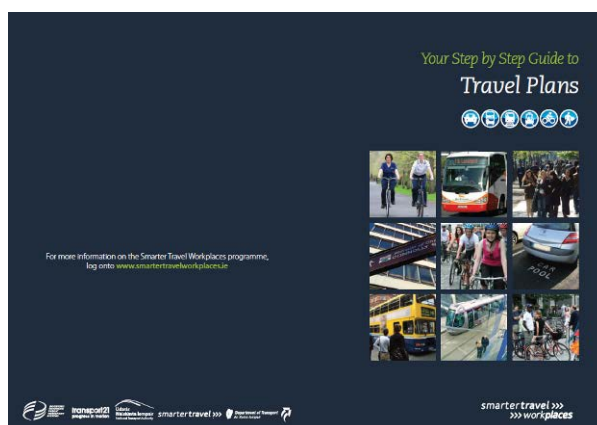 Your Step by Step Guide to
Travel Plans
CAR
POOL
For more information on the Smarter Travel Workplaces programme,
log onto www.smartertravelworkplaces.ie
transport21
progress in motion
smartertravel »»
Department of Transport
smartertravel »»
»» workplaces